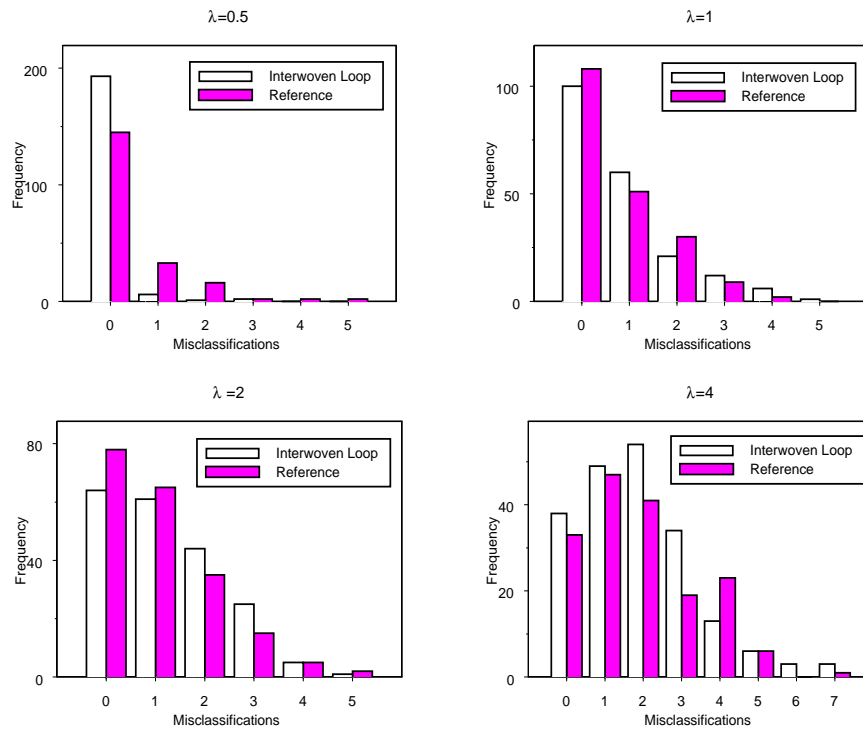 λ=0.5
Interwoven Loop
Reference
Frequency
200
100
0
0 1 2 3 4 5
Misclassifications
λ=1
Interwoven Loop
Reference
Frequency
100
50
0
0 1 2 3 4 5
Misclassifications
λ =2
Interwoven Loop
Reference
Frequency
80
40
0
0 1 2 3 4 5
Misclassifications
λ=4
Interwoven Loop
Reference
Frequency
40
20
0
0 1 2 3 4 5 6 7
Misclassifications